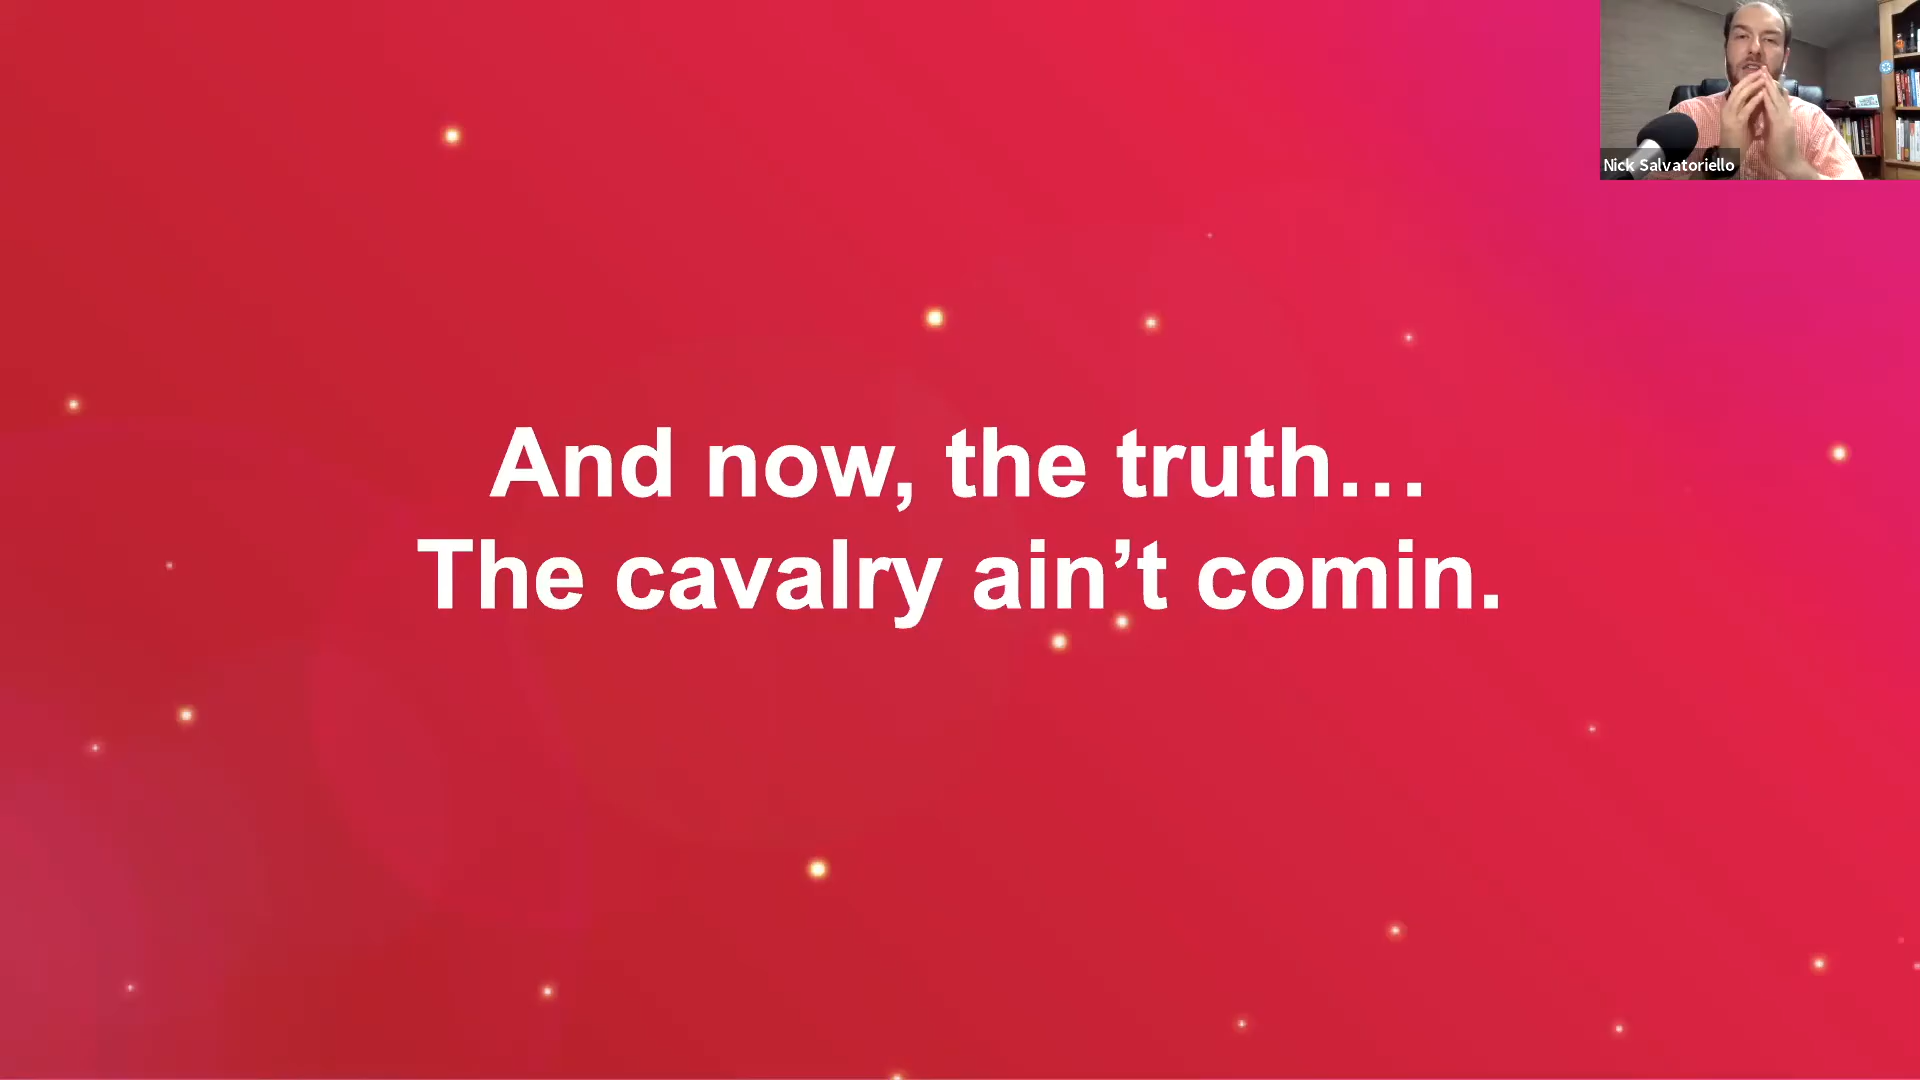 Nick Salvatoriello
And now, the truth…
The cavalry ain’t comin.